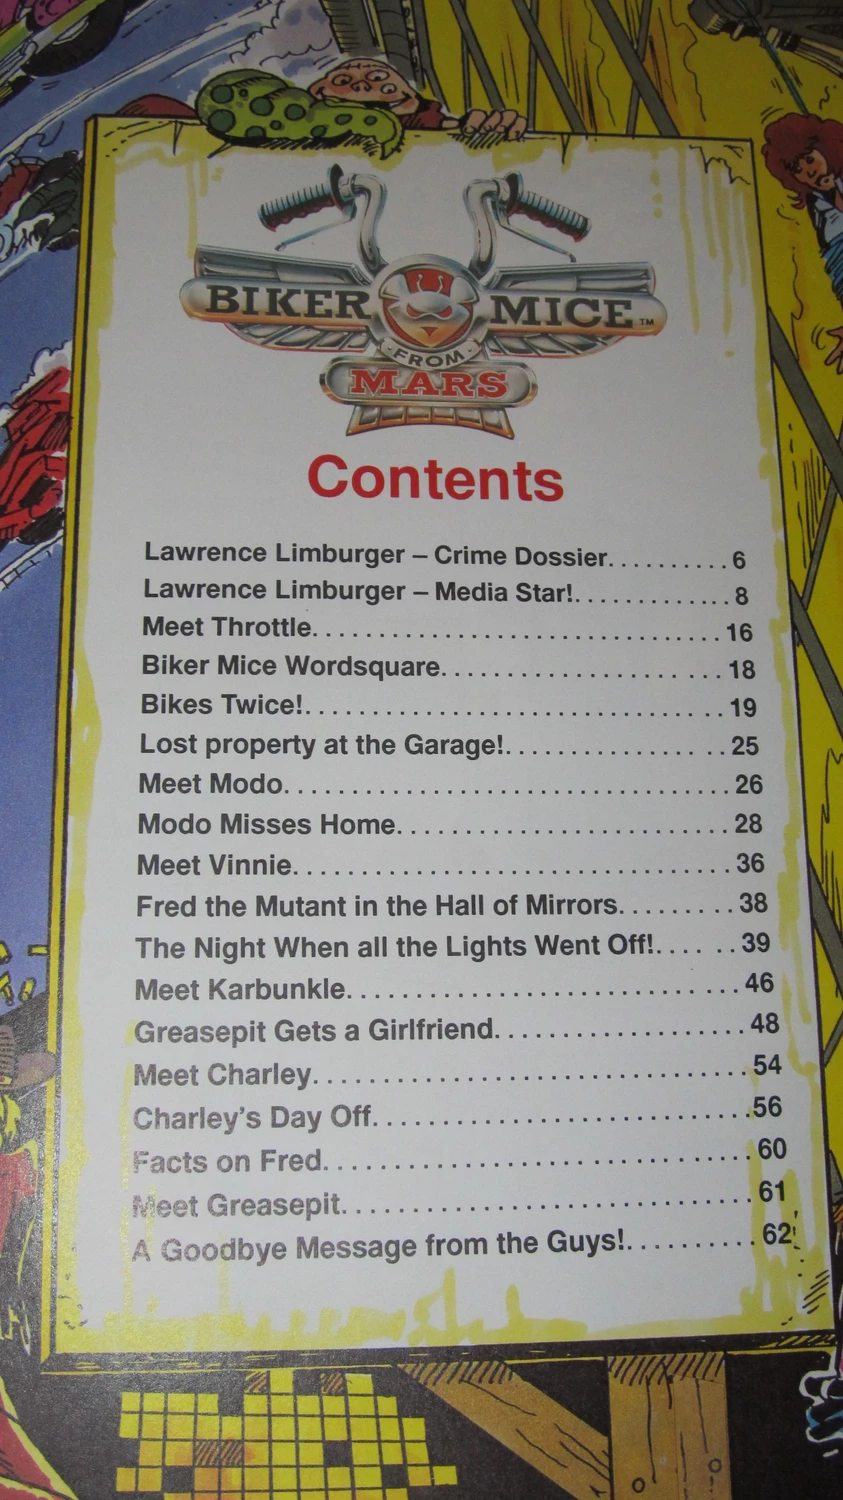 BIKER MICE TM
FROM
MARS
Contents
Lawrence Limburger – Crime Dossier..........6
Lawrence Limburger – Media Star!............8
Meet Throttle...............................16
Biker Mice Wordsquare.....................18
Bikes Twice!................................19
Lost property at the Garage!................25
Meet Modo..................................26
Modo Misses Home.........................28
Meet Vinnie.................................36
Fred the Mutant in the Hall of Mirrors.........38
The Night When all the Lights Went Off!.... ..39
Meet Karbunkle..............................46
Greasepit Gets a Girlfriend...................48
Meet Charley.................................54
Charley's Day Off............................56
Facts on Fred................................60
Meet Greasepit...............................61
A Goodbye Message from the Guys!..........62